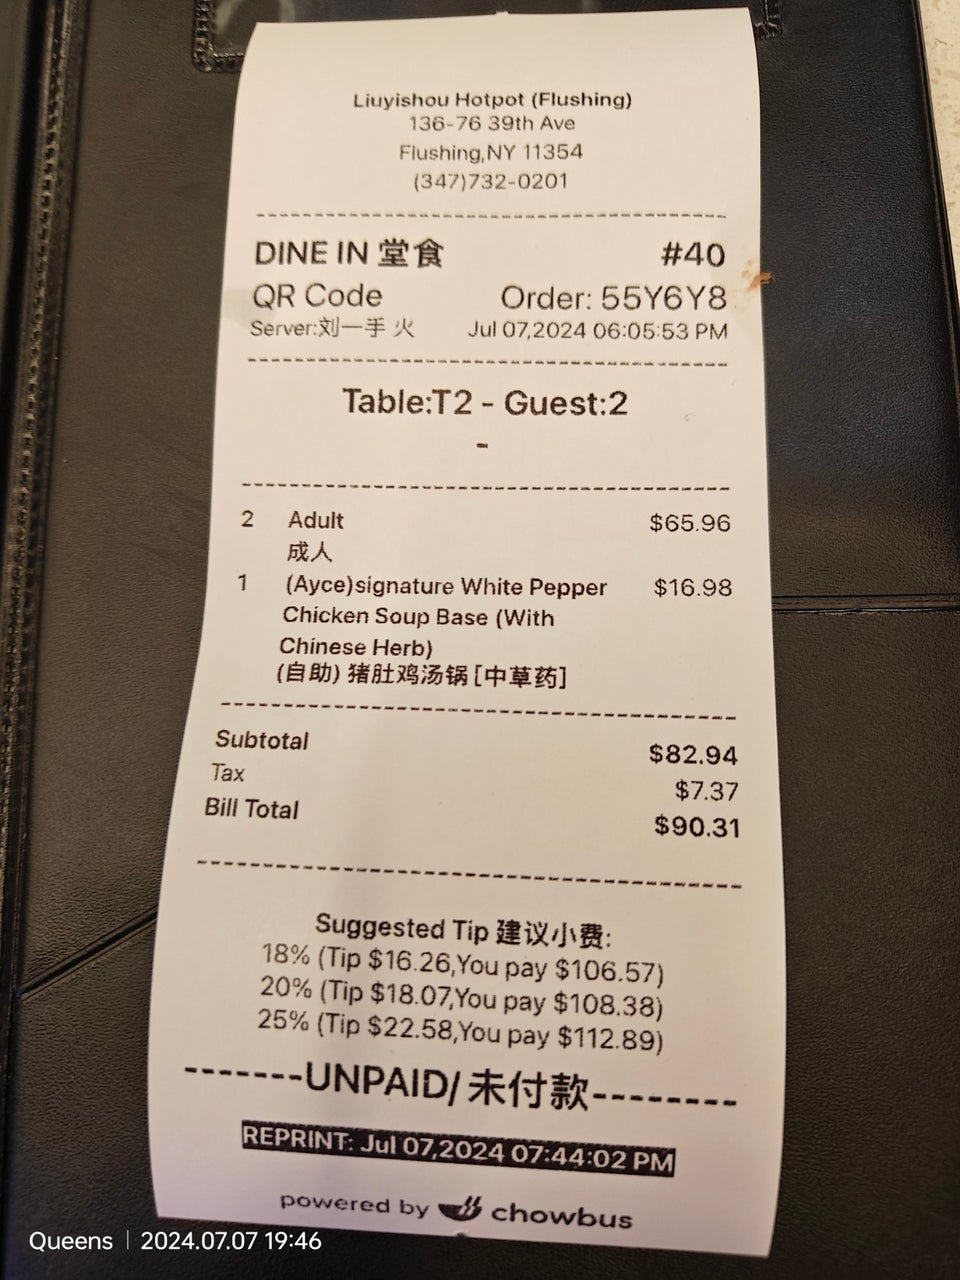 Liuyishou Hotpot (Flushing)
136-76 39th Ave
Flushing,NY 11354
(347)732-0201
DINE IN 堂食 #40
QR Code Order: 55Y6Y8
Server:刘一手 火 Jul 07,2024 06:05:53 PM
Table:T2 - Guest:2
-
2 Adult $65.96
成人
1 (Ayce)signature White Pepper $16.98
Chicken Soup Base (With
Chinese Herb)
(自助) 猪肚鸡汤锅 [中草药]
Subtotal $82.94
Tax $7.37
Bill Total $90.31
Suggested Tip 建议小费:
18% (Tip $16.26,You pay $106.57)
20% (Tip $18.07,You pay $108.38)
25% (Tip $22.58,You pay $112.89)
-------UNPAID/ 未付款--------
REPRINT: Jul 07,2024 07:44:02 PM
powered by chowbus
Queens | 2024.07.07 19:46